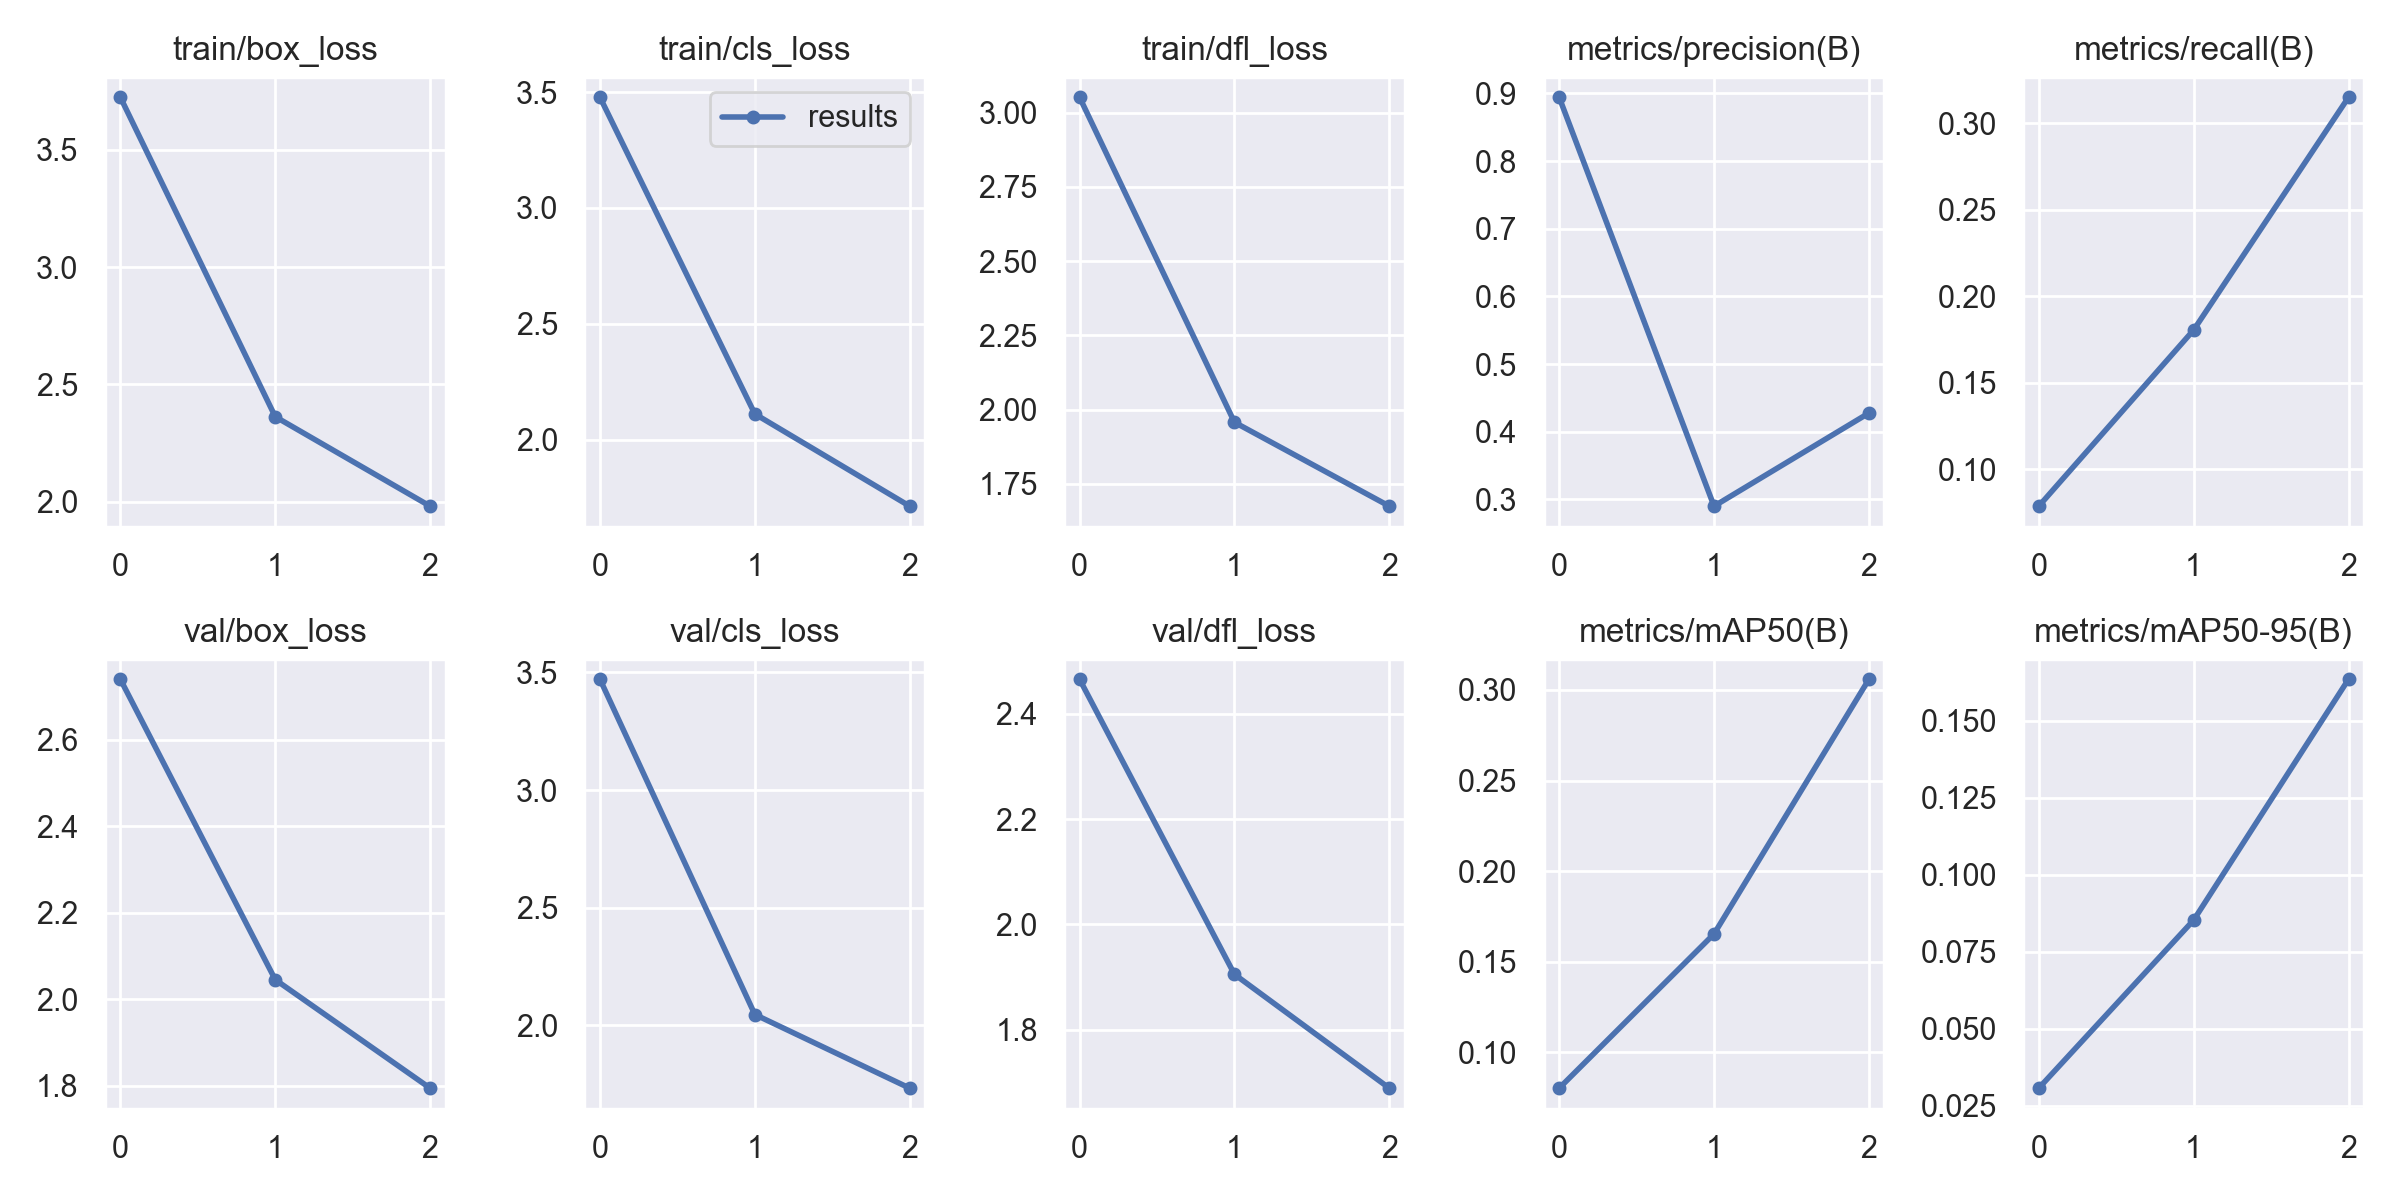 train/box_loss
3.5
3.0
2.5
2.0
0 1 2
train/cls_loss
results
3.5
3.0
2.5
2.0
0 1 2
train/dfl_loss
3.00
2.75
2.50
2.25
2.00
1.75
0 1 2
metrics/precision(B)
0.9
0.8
0.7
0.6
0.5
0.4
0.3
0 1 2
metrics/recall(B)
0.30
0.25
0.20
0.15
0.10
0 1 2
val/box_loss
2.6
2.4
2.2
2.0
1.8
0 1 2
val/cls_loss
3.5
3.0
2.5
2.0
0 1 2
val/dfl_loss
2.4
2.2
2.0
1.8
0 1 2
metrics/mAP50(B)
0.30
0.25
0.20
0.15
0.10
0 1 2
metrics/mAP50-95(B)
0.150
0.125
0.100
0.075
0.050
0.025
0 1 2